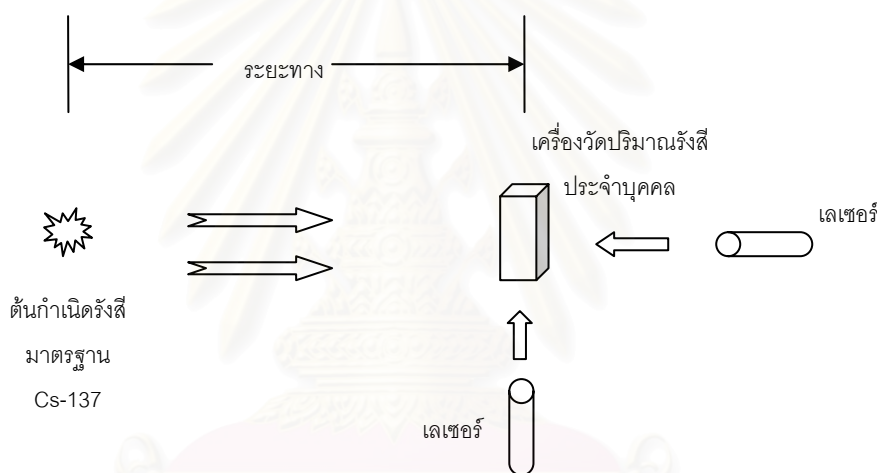 ระยะทาง
เครื่องวัดปริมาณรังสี
ประจำบุคคล
เลเซอร์
ต้นกำเนิดรังสี
มาตรฐาน
Cs-137
เลเซอร์